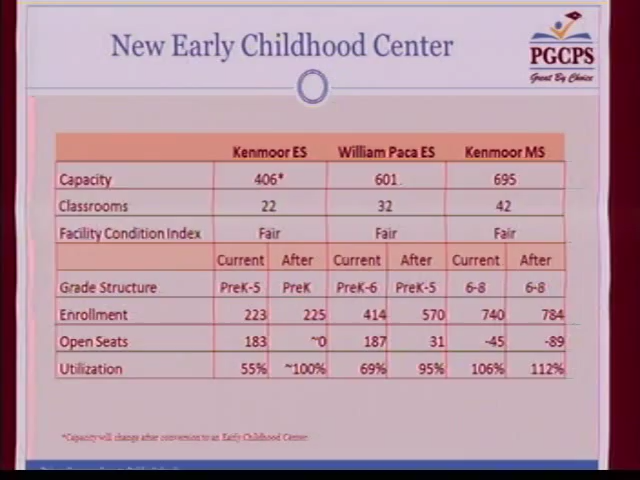 New Early Childhood Center
PGCPS
Great By Choice
Kenmoor ES William Paca ES Kenmoor MS
Capacity 406* 601 695
Classrooms 22 32 42
Facility Condition Index Fair Fair Fair
Current After Current After Current After
Grade Structure PreK-5 PreK PreK-6 PreK-5 6-8 6-8
Enrollment 223 225 414 570 740 784
Open Seats 183 ~0 187 31 -45 -89
Utilization 55% ~100% 69% 95% 106% 112%
*Capacity will change after conversion to an Early Childhood Center